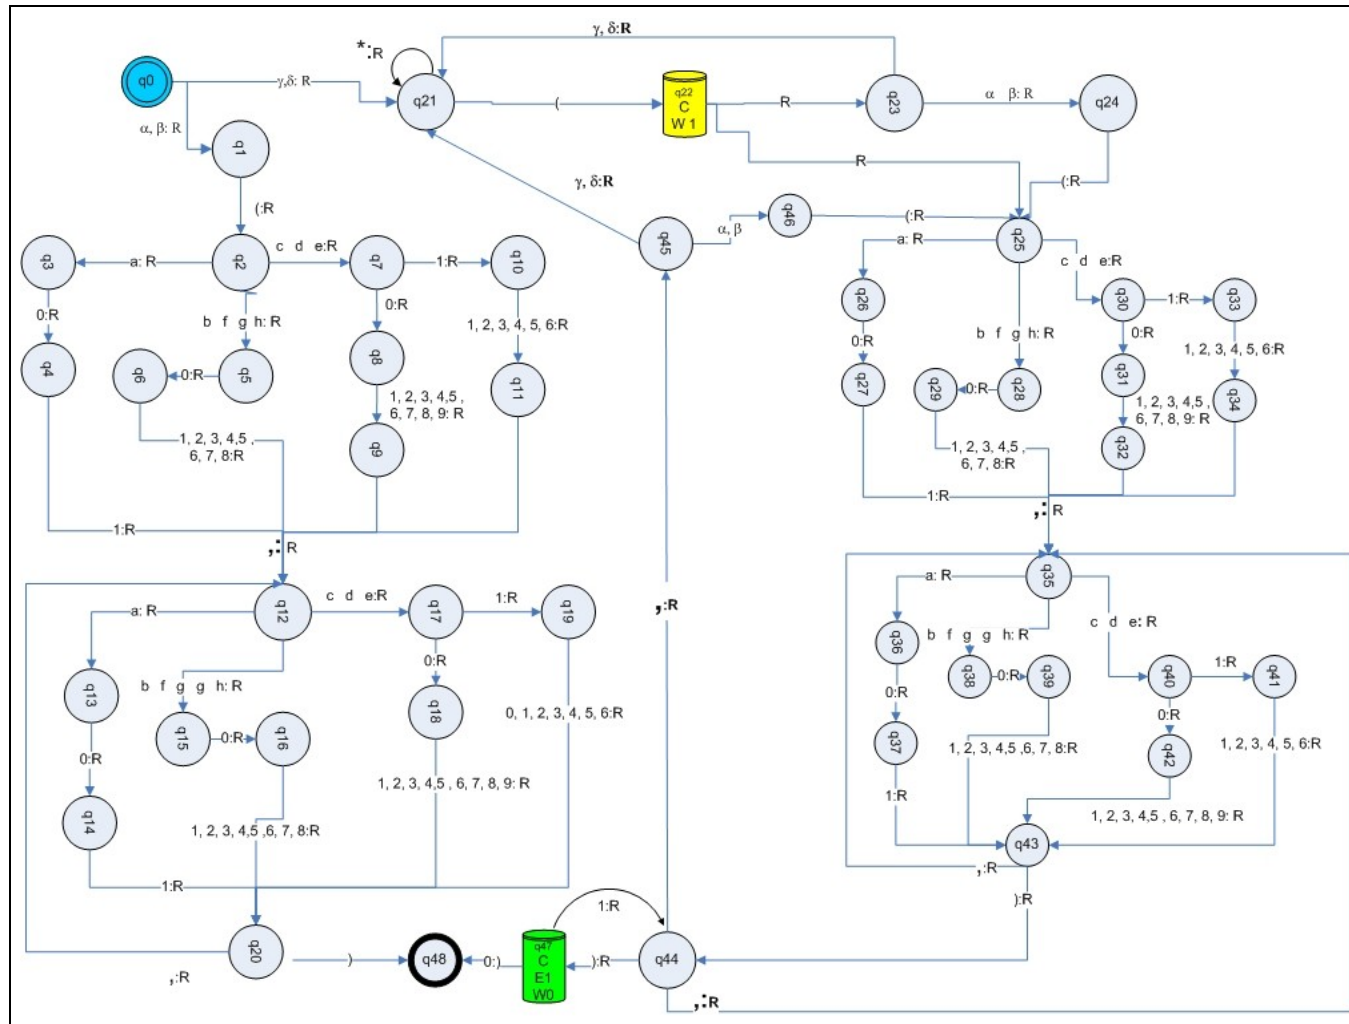 γ, δ:R
*:R
q0
γ,δ: R
q21
(
q22
C
W 1
R
q23
α β: R
q24
α, β: R
q1
R
(:R
γ, δ:R
(:R
q46
(:R
α, β
q45
q25
a: R
c d e:R
q3
a: R
q2
c d e:R
q7
1:R
q10
0:R
b f g h: R
0:R
1, 2, 3, 4, 5, 6:R
q26
q30
1:R
q33
0:R
b f g h: R
0:R
1, 2, 3, 4, 5, 6:R
q4
q6
0:R
q5
q8
q11
q27
q29
0:R
q28
q31
q34
1, 2, 3, 4,5 ,
6, 7, 8, 9: R
1, 2, 3, 4,5 ,
6, 7, 8, 9: R
1, 2, 3, 4,5 ,
6, 7, 8:R
q9
1, 2, 3, 4,5 ,
6, 7, 8:R
q32
1:R
1:R
,: R
,: R
q12
a: R
c d e:R
q17
1:R
q19
,:R
q35
a: R
c d e: R
q36
b f g g h: R
q13
b f g g h: R
0:R
q18
0, 1, 2, 3, 4, 5, 6:R
0:R
q38
0:R
q39
q40
1:R
q41
0:R
q15
0:R
q16
0:R
q37
1, 2, 3, 4,5 ,6, 7, 8:R
q42
1, 2, 3, 4, 5, 6:R
1, 2, 3, 4,5 , 6, 7, 8, 9: R
1:R
1, 2, 3, 4,5 , 6, 7, 8, 9: R
q14
1, 2, 3, 4,5 ,6, 7, 8:R
q43
1:R
,:R
):R
1:R
q20
)
q48
0:)
q47
C
E1
W0
):R
q44
,:R
,:R